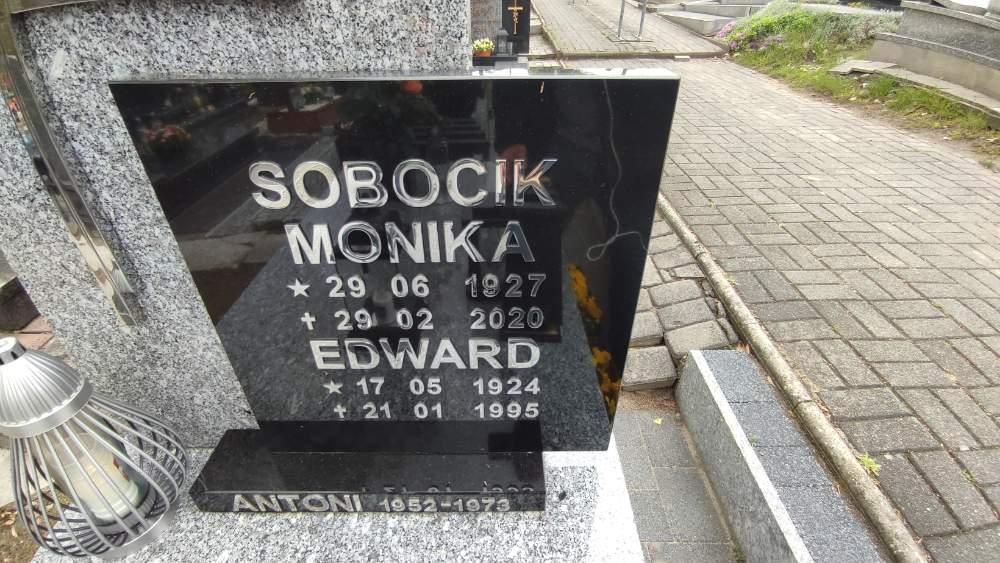 SOBOCIK
MONIKA
★ 29 06 1927
✝ 29 02 2020
EDWARD
★ 17 05 1924
✝ 21 01 1995
ANTONI 1952-1973